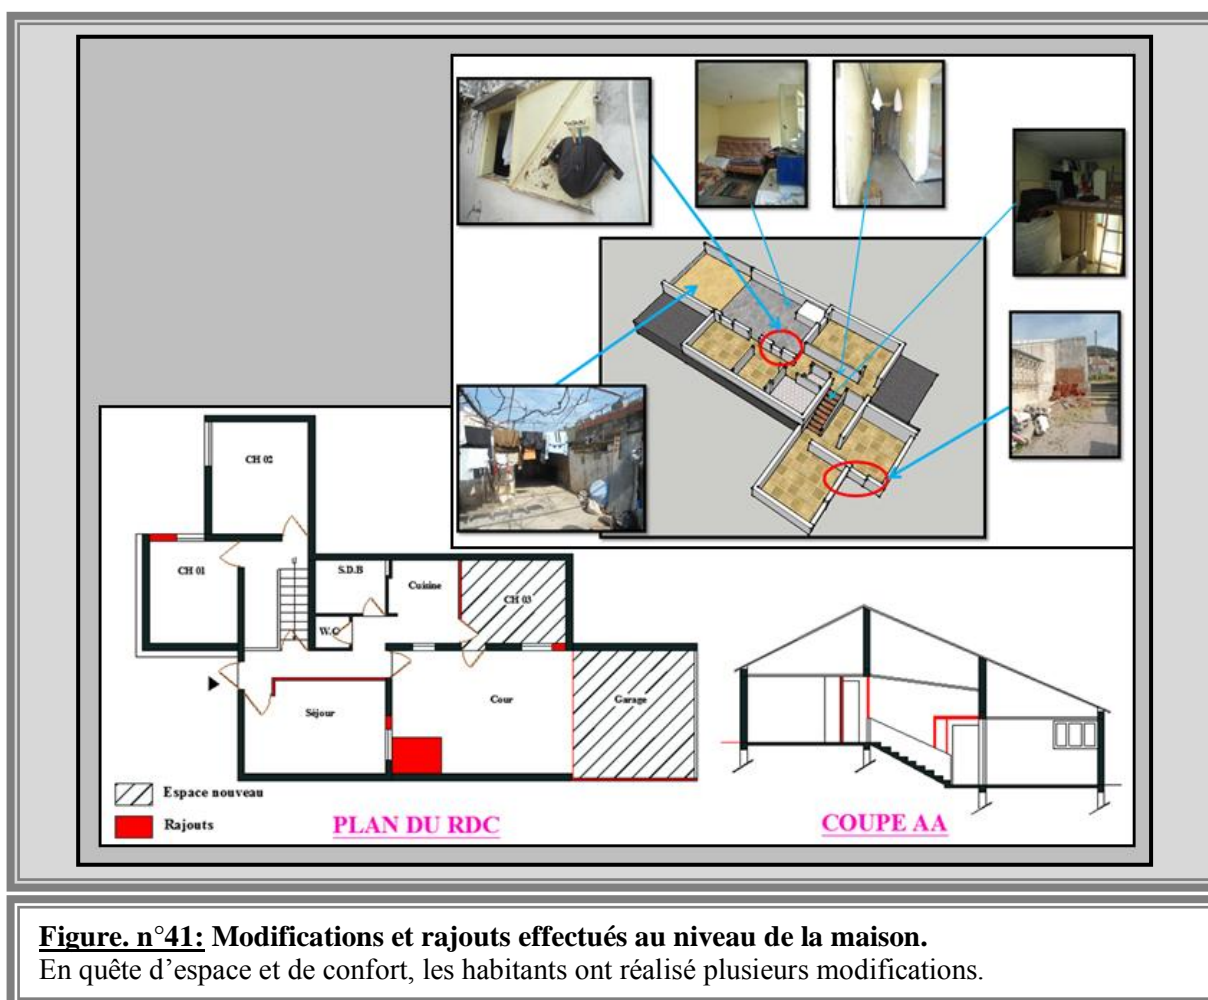 CH 02
CH 01
S.D.B
Cuisine
CH 03
W.C
Séjour
Cour
Garage
Espace nouveau
Rajouts
PLAN DU RDC
COUPE AA
Figure. n°41: Modifications et rajouts effectués au niveau de la maison.
En quête d’espace et de confort, les habitants ont réalisé plusieurs modifications.